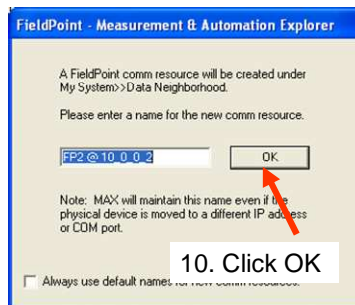 FieldPoint - Measurement & Automation Explorer
A FieldPoint comm resource will be created under
My System>>Data Neighborhood.
Please enter a name for the new comm resource.
FP2 @ 10_0_0_2
OK
Note: MAX will maintain this name even if the
physical device is moved to a different IP address
or COM port.
10. Click OK
Always use default names for new comm resources.